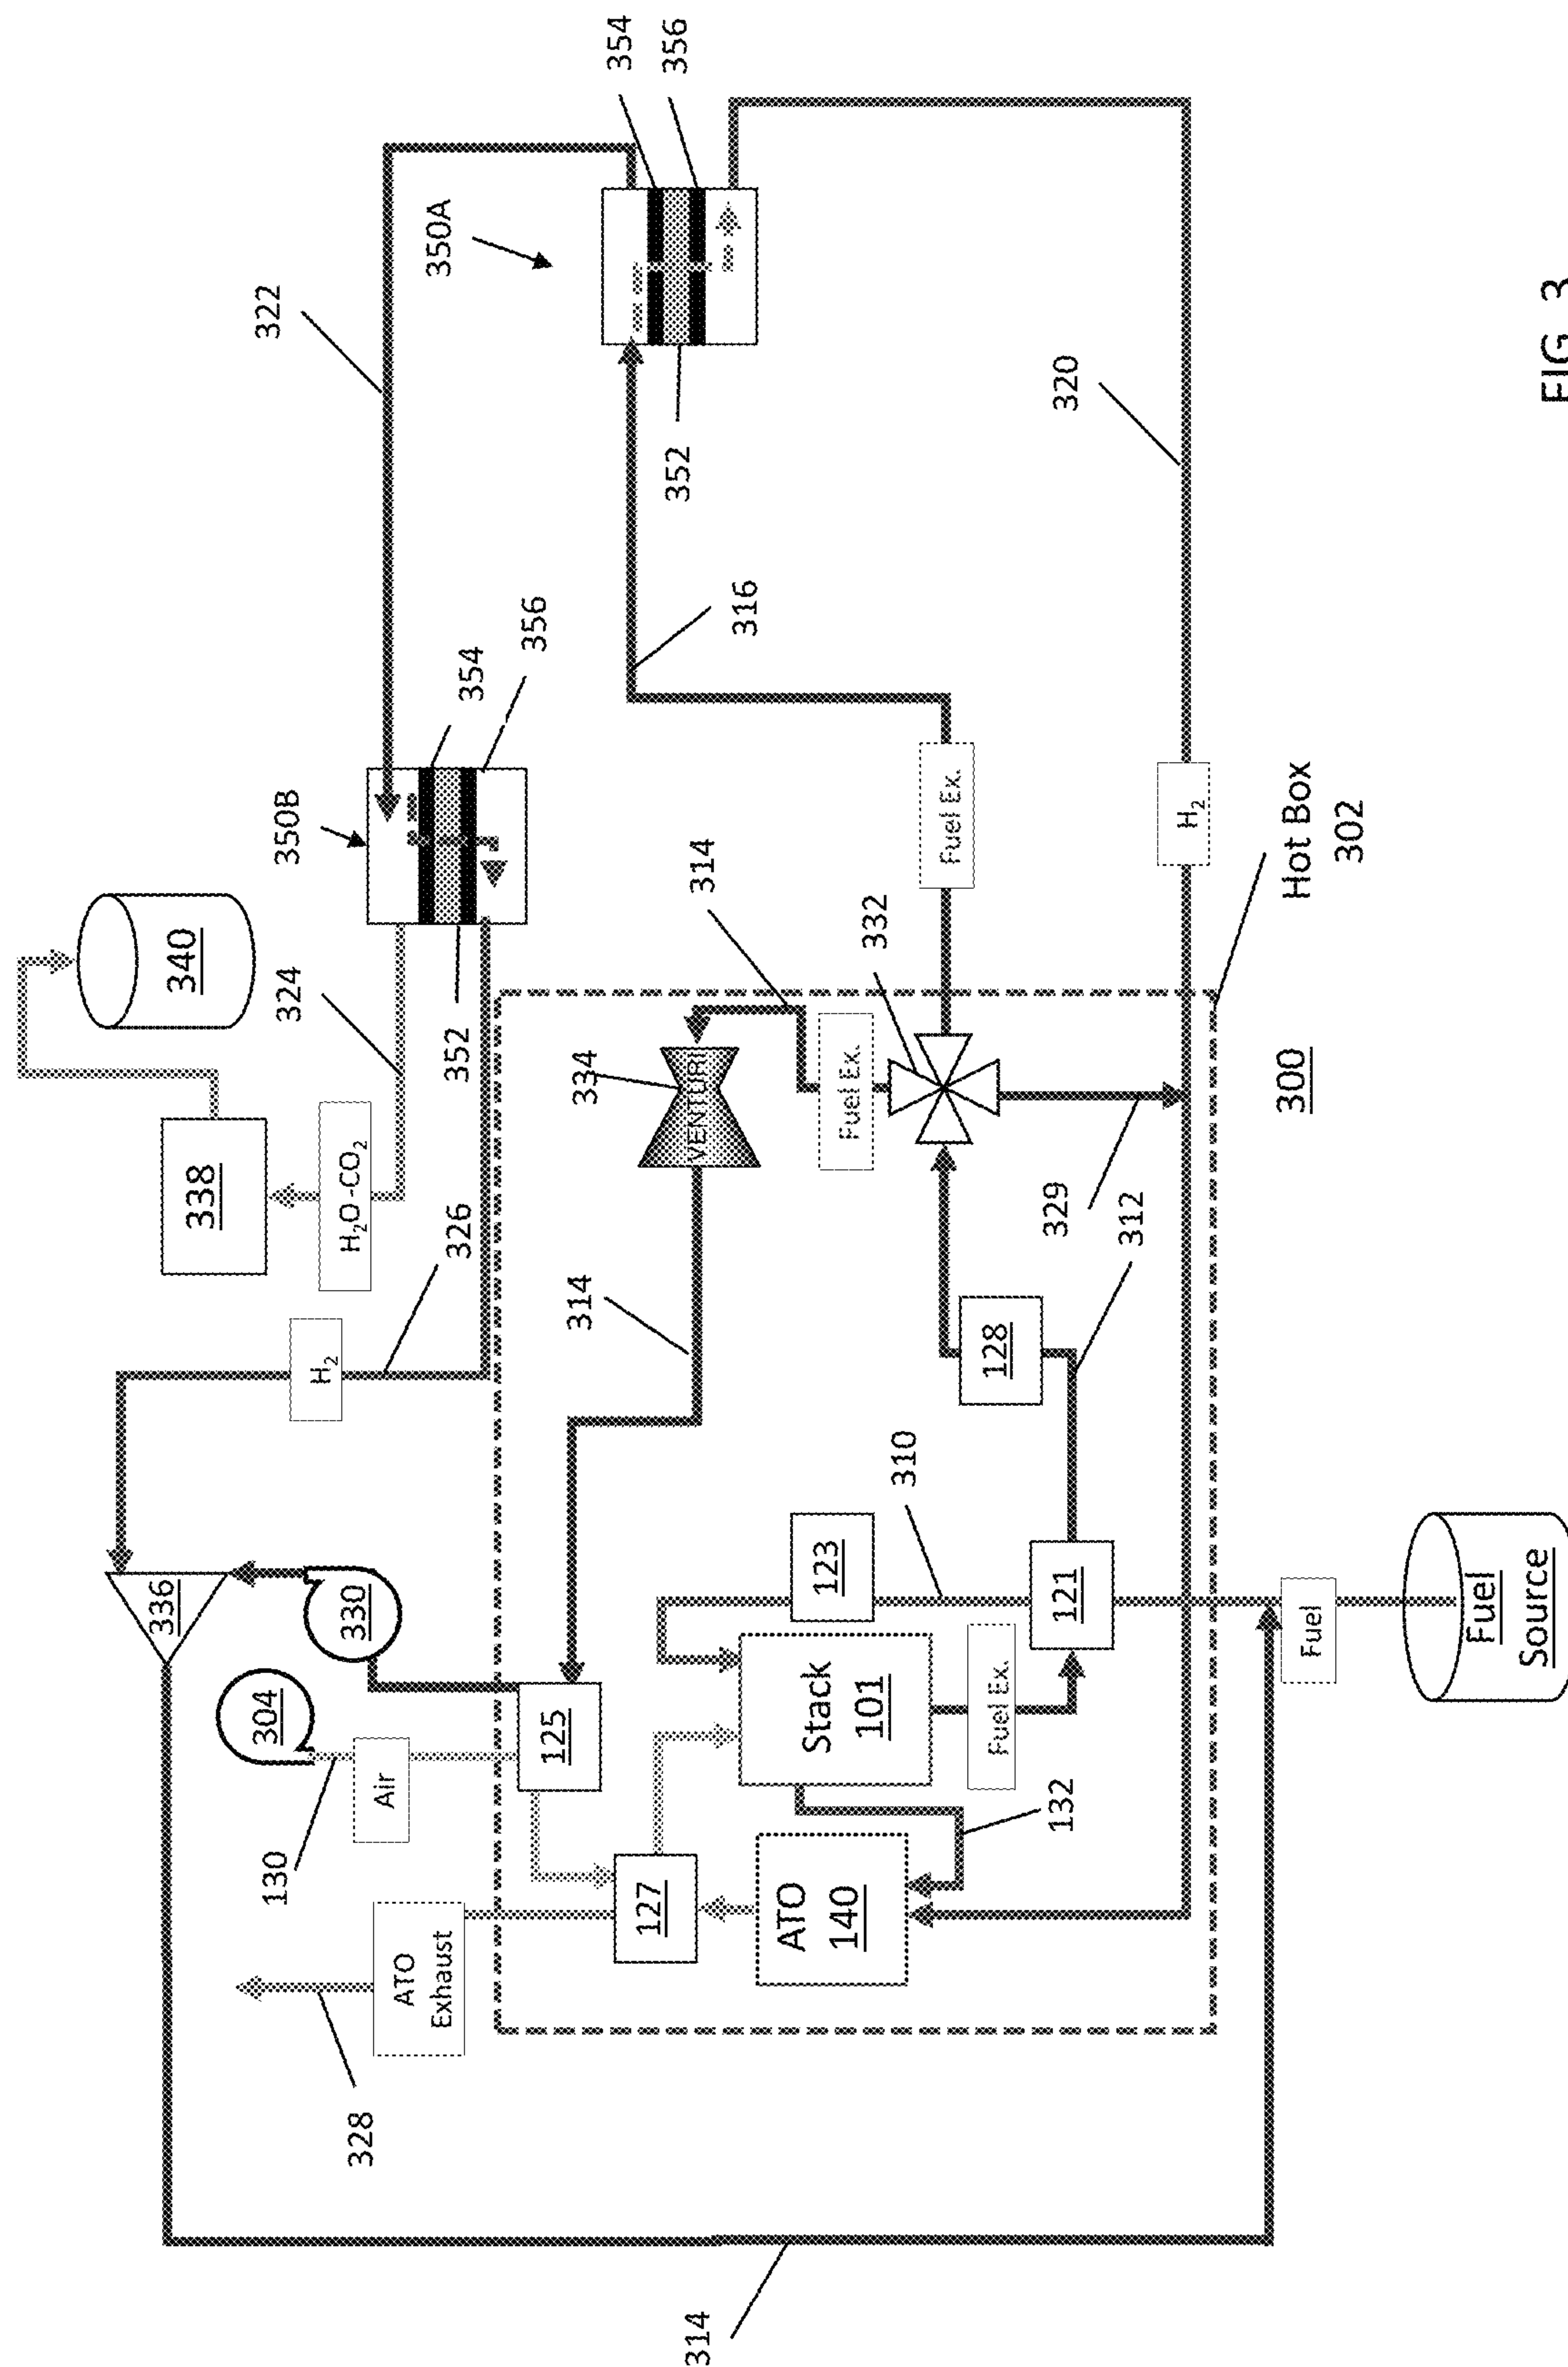 336
338
340
304
130
322
324
350B
H₂
H₂O-CO₂
330
328
Air
ATO
Exhaust
350A
326
352
354
356
125
314
334
354
127
352
356
314
VENTURI
314
316
ATO
140
Stack
101
123
Fuel Ex.
332
310
Fuel Ex.
128
Fuel Ex.
132
329
320
121
312
H₂
300
Hot Box
302
Fuel
Fuel
Source
FIG. 3